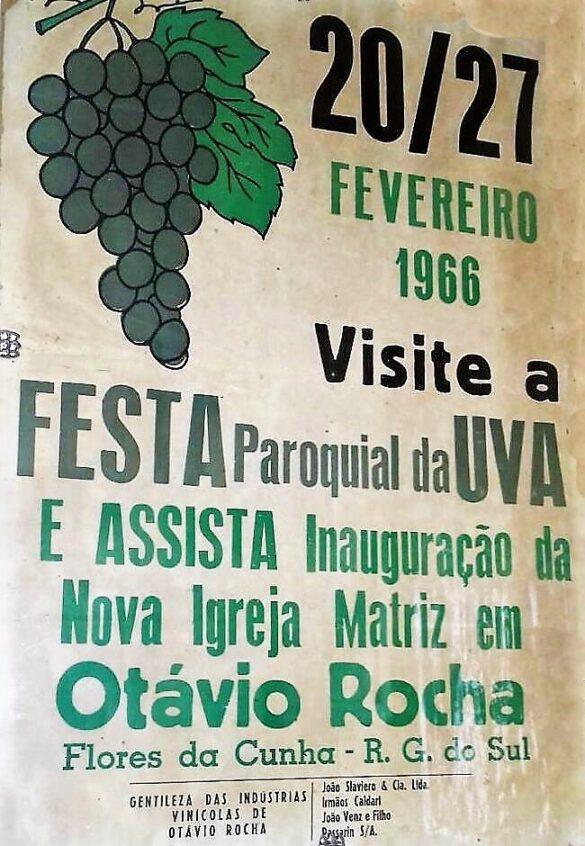 20/27
FEVEREIRO
1966
Visite a
FESTA Paroquial da UVA
E ASSISTA Inauguração da
Nova Igreja Matriz em
Otávio Rocha
Flores da Cunha - R. G. do Sul
GENTILEZA DAS INDÚSTRIAS
VINÍCOLAS DE
OTÁVIO ROCHA
João Slaviero & Cia. Ltda.
Irmãos Caldart
João Venz e Filho
Passarin S/A.